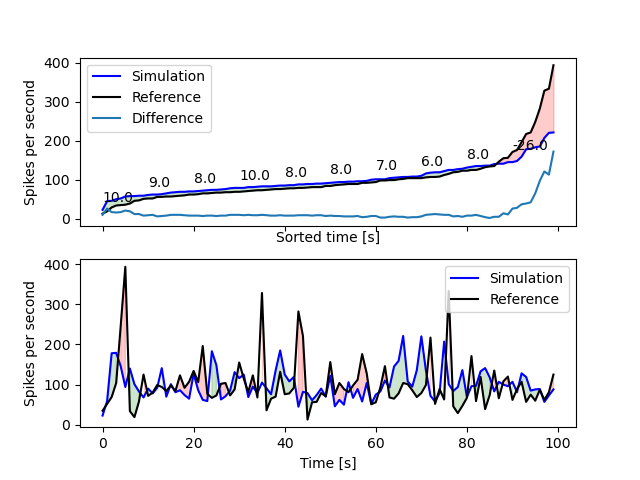 400
300
200
100
0
Spikes per second
Simulation
Reference
Difference
10.0
9.0
8.0
10.0
8.0
8.0
7.0
6.0
8.0
-26.0
Sorted time [s]
400
300
200
100
0
Spikes per second
Simulation
Reference
0
20
40
60
80
100
Time [s]